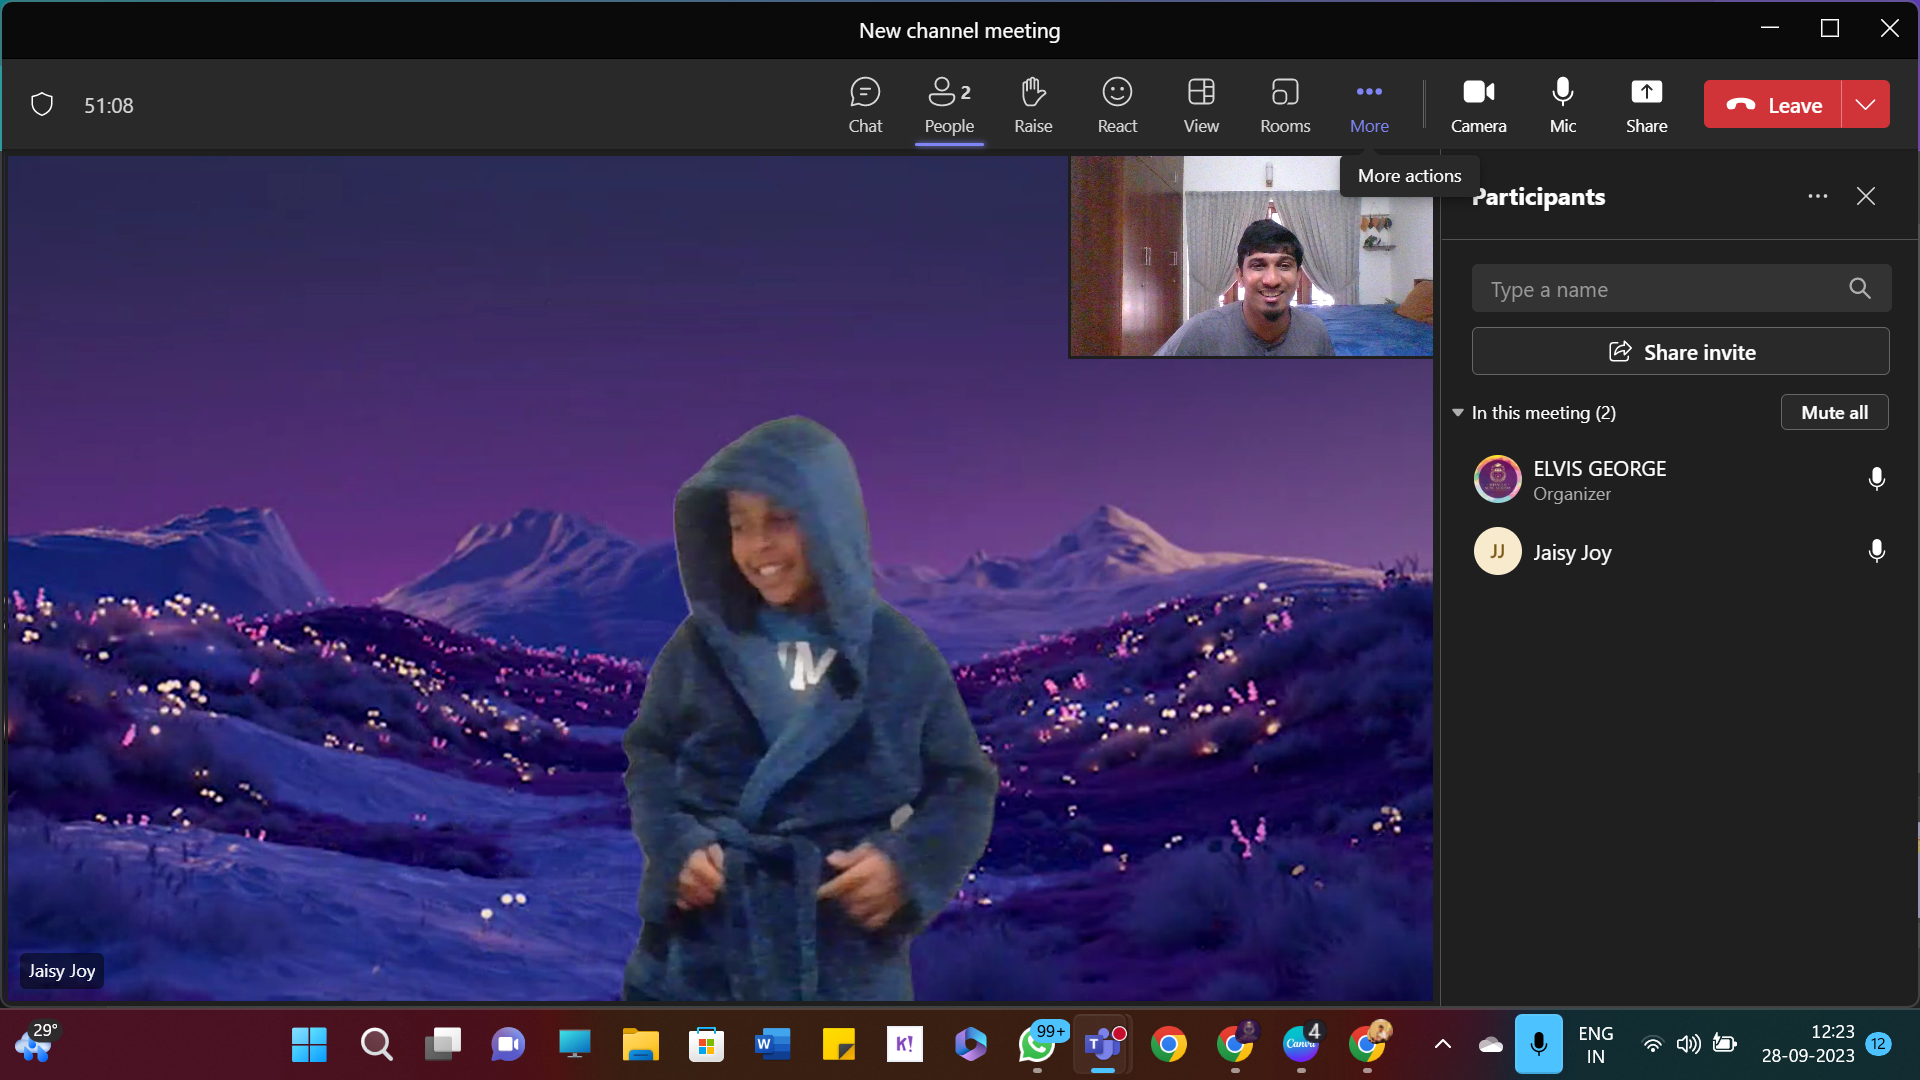 New channel meeting
51:08
Chat
People 2
Raise
React
View
Rooms
More
Camera
Mic
Share
Leave
More actions
Participants
Type a name
Share invite
In this meeting (2)
Mute all
ELVIS GEORGE
Organizer
JJ
Jaisy Joy
Jaisy Joy
29°
W
K!
99+
T
Canva
4
ENG
IN
12:23
28-09-2023
12